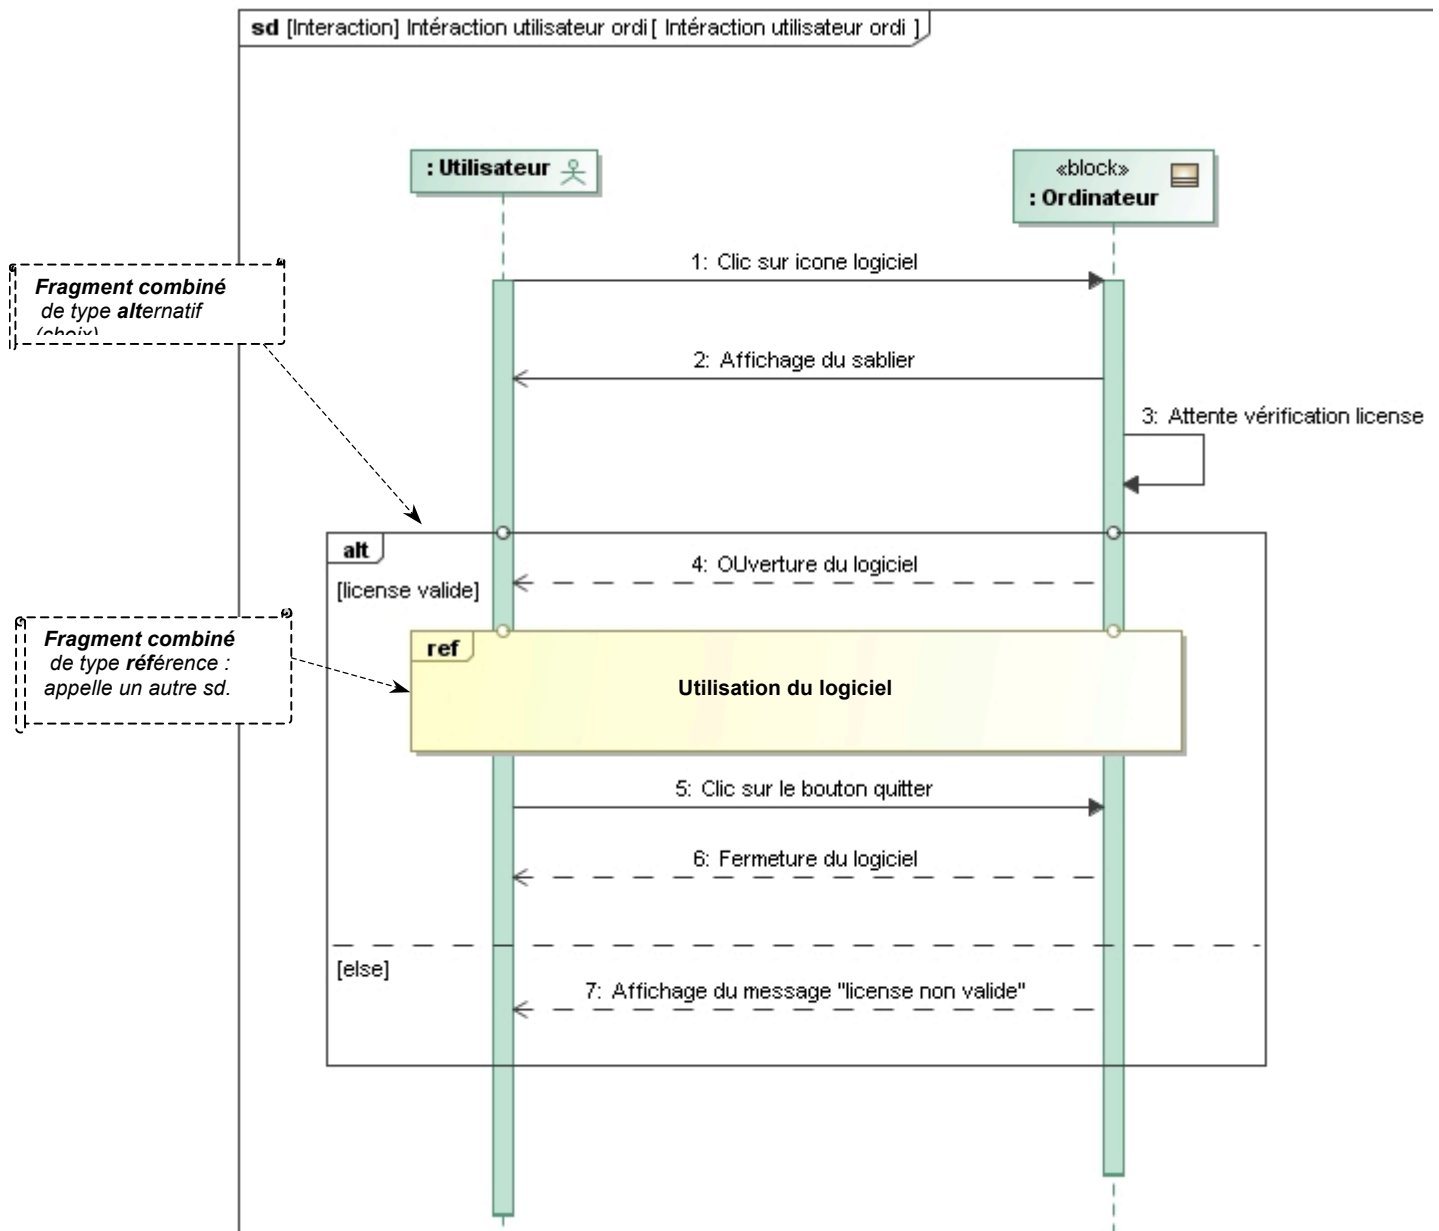 sd [Interaction] Intéraction utilisateur ordi [ Intéraction utilisateur ordi ]
: Utilisateur
«block»
: Ordinateur
1: Clic sur icone logiciel
Fragment combiné
de type alternatif
(choix)
2: Affichage du sablier
3: Attente vérification license
alt
4: OUverture du logiciel
[license valide]
Fragment combiné
de type référence :
appelle un autre sd.
ref
Utilisation du logiciel
5: Clic sur le bouton quitter
6: Fermeture du logiciel
[else]
7: Affichage du message "license non valide"